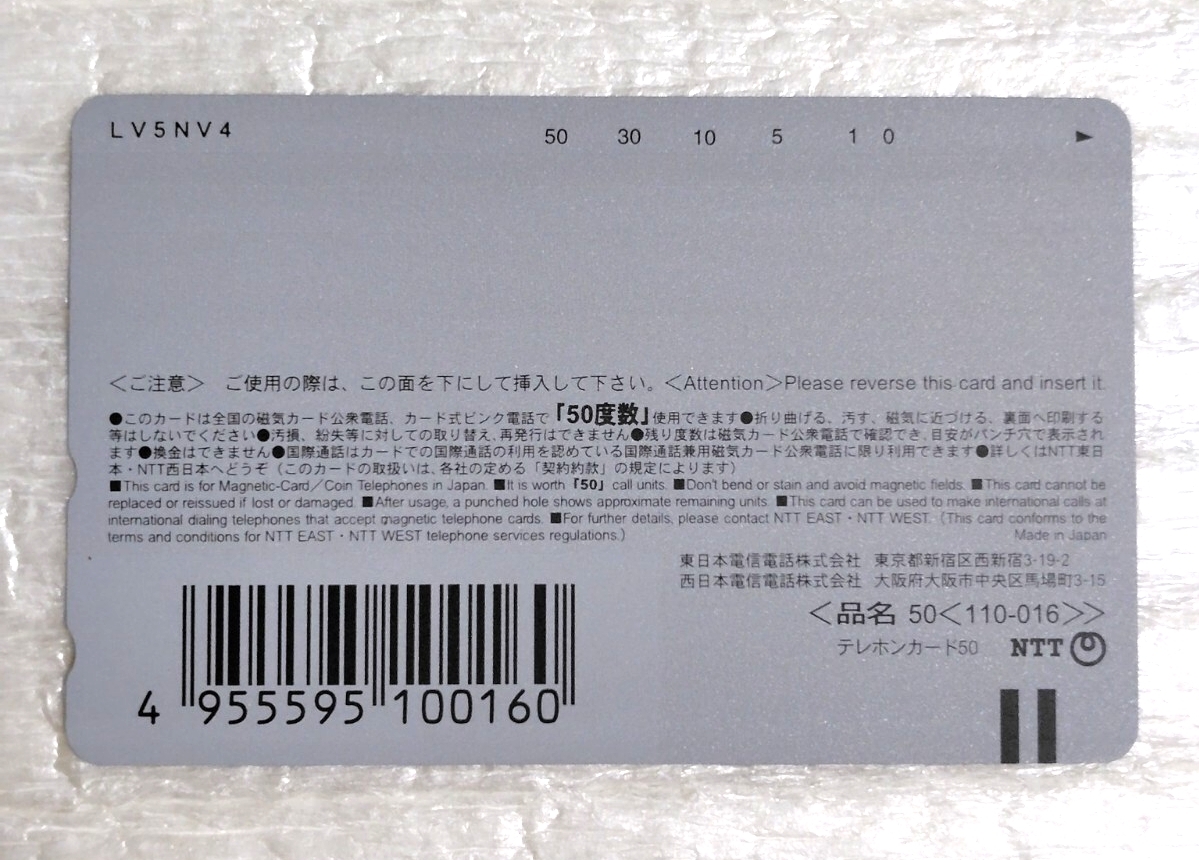 LV5NV4
50 30 10 5 1 0 ▶
＜ご注意＞ ご使用の際は、この面を下にして挿入して下さい。＜Attention＞Please reverse this card and insert it.
●このカードは全国の磁気カード公衆電話、カード式ピンク電話で「50度数」使用できます●折り曲げる、汚す、磁気に近づける、裏面へ印刷する
等はしないでください●汚損、紛失等に対しての取り替え、再発行はできません●残り度数は磁気カード公衆電話で確認でき、目安がパンチ穴で表示され
ます●換金はできません●国際通話はカードでの国際通話の利用を認めている国際通話兼用磁気カード公衆電話に限り利用できます●詳しくはNTT東日
本・NTT西日本へどうぞ（このカードの取扱いは、各社の定める「契約約款」の規定によります）
■This card is for Magnetic-Card／Coin Telephones in Japan. ■It is worth「50」call units. ■Don't bend or stain and avoid magnetic fields. ■This card cannot be
replaced or reissued if lost or damaged. ■After usage, a punched hole shows approximate remaining units. ■This card can be used to make international calls at
international dialing telephones that accept magnetic telephone cards. ■For further details, please contact NTT EAST・NTT WEST.（This card conforms to the
terms and conditions for NTT EAST・NTT WEST telephone services regulations.） Made in Japan
東日本電信電話株式会社 東京都新宿区西新宿3-19-2
西日本電信電話株式会社 大阪府大阪市中央区馬場町3-15
＜品名 50＜110-016＞＞
テレホンカード50 NTT
4 955595 100160